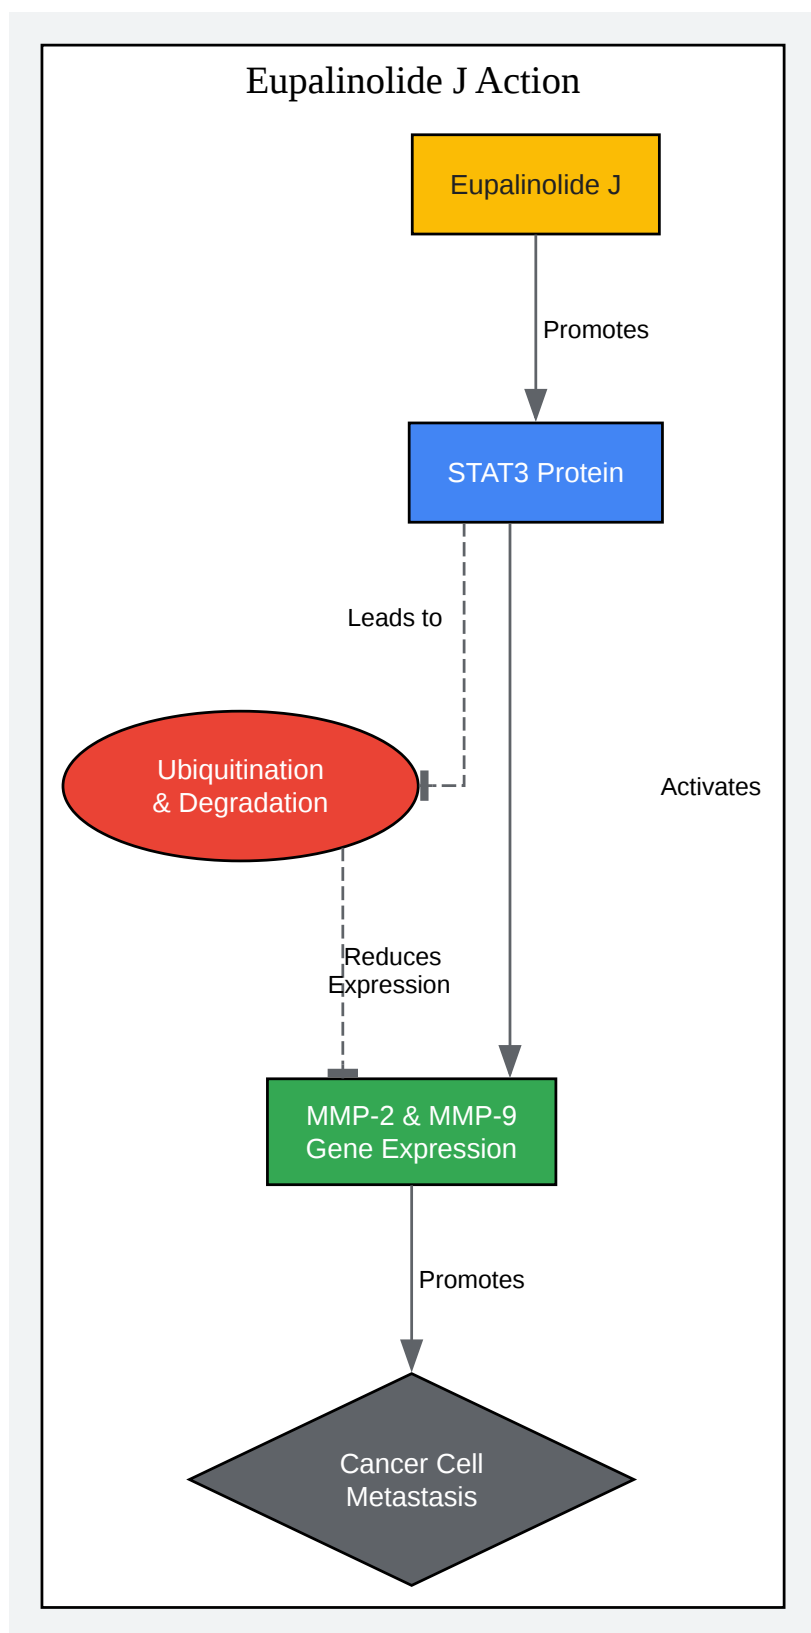 Eupalinolide J Action
Eupalinolide J
Promotes
STAT3 Protein
Leads to
Ubiquitination
& Degradation
Activates
Reduces
Expression
MMP-2 & MMP-9
Gene Expression
Promotes
Cancer Cell
Metastasis